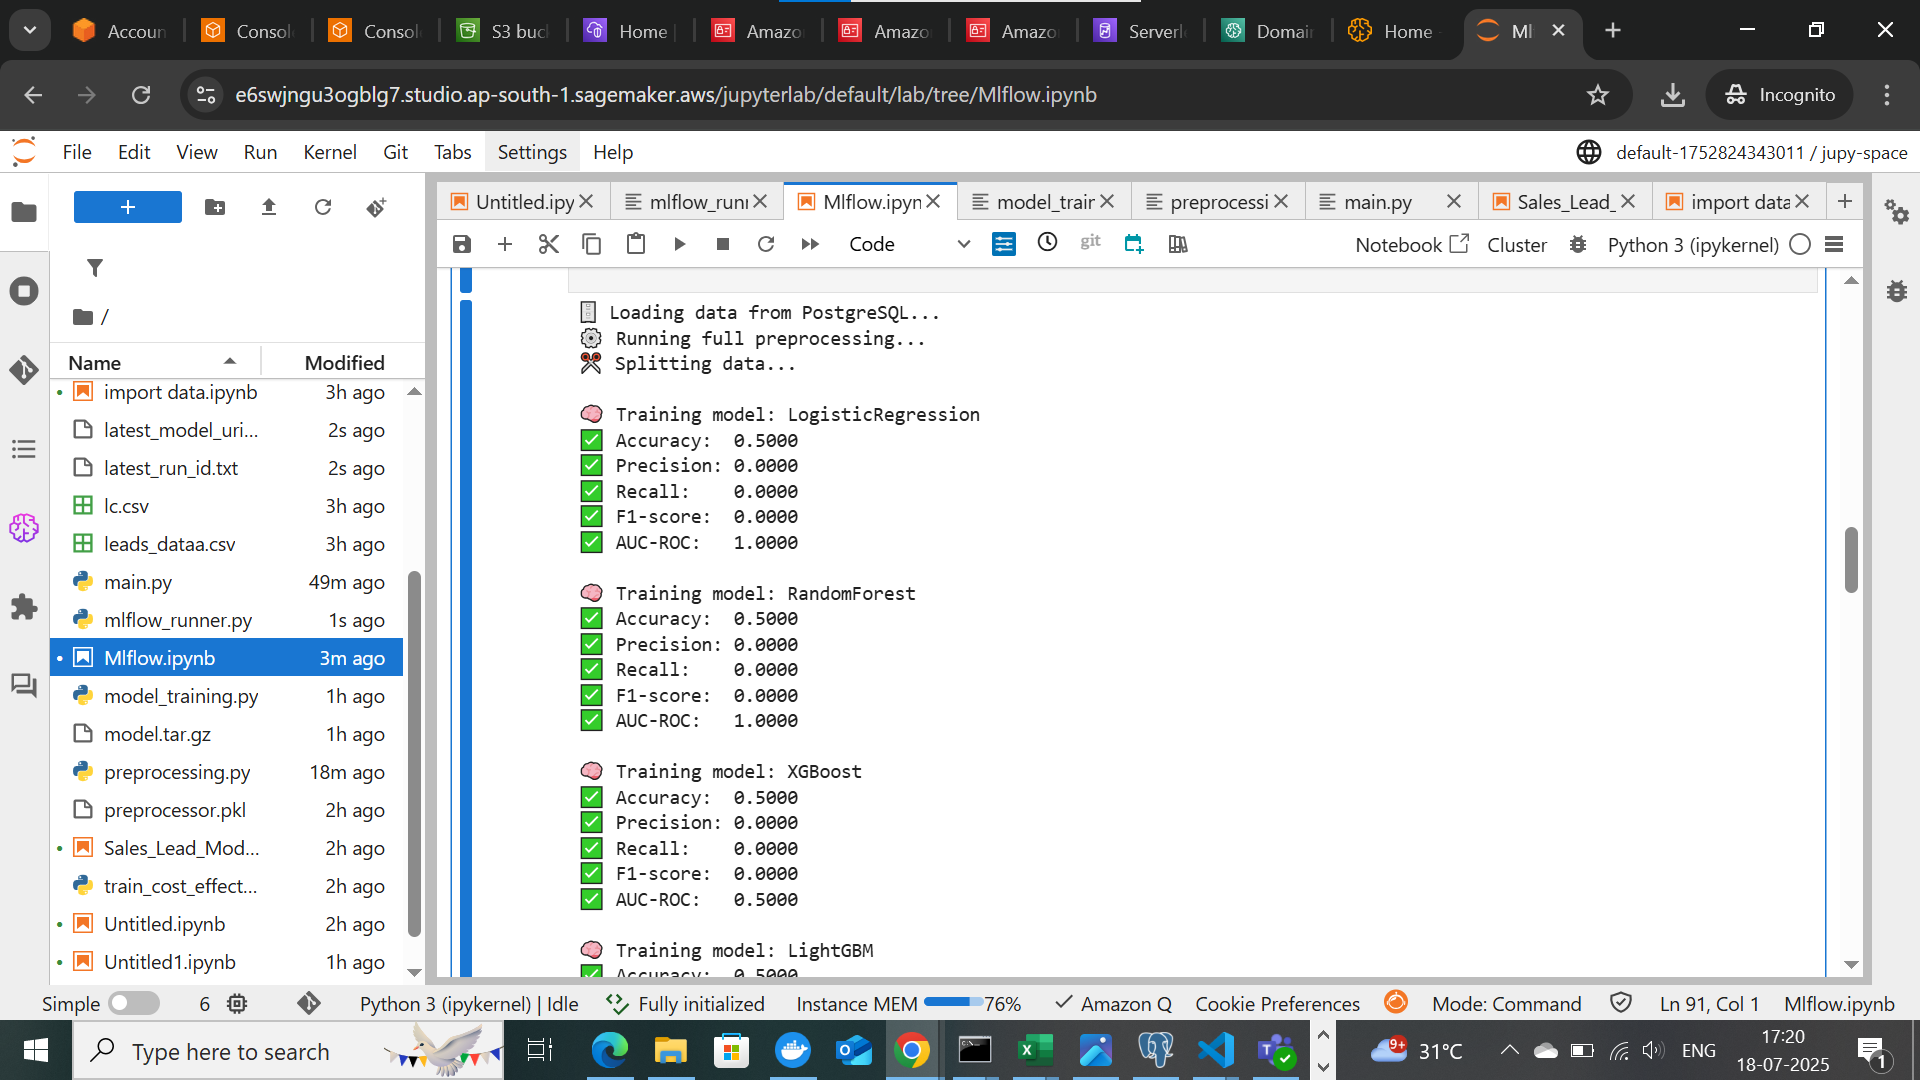 Accoun
Consol
Consol
S3 buc
Home
Amazo
Amazo
Amazo
Serverl
Domai
Home
Ml
e6swjngu3ogblg7.studio.ap-south-1.sagemaker.aws/jupyterlab/default/lab/tree/Mlflow.ipynb
Incognito
File Edit View Run Kernel Git Tabs Settings Help
default-1752824343011 / jupy-space
Untitled.ipy
mlflow_runr
Mlflow.ipyn
model_train
preprocessi
main.py
Sales_Lead_
import data
Code
git
Notebook
Cluster
Python 3 (ipykernel)
/
Name Modified
import data.ipynb 3h ago
latest_model_uri... 2s ago
latest_run_id.txt 2s ago
lc.csv 3h ago
leads_dataa.csv 3h ago
main.py 49m ago
mlflow_runner.py 1s ago
Mlflow.ipynb 3m ago
model_training.py 1h ago
model.tar.gz 1h ago
preprocessing.py 18m ago
preprocessor.pkl 2h ago
Sales_Lead_Mod... 2h ago
train_cost_effect... 2h ago
Untitled.ipynb 2h ago
Untitled1.ipynb 1h ago
Loading data from PostgreSQL...
Running full preprocessing...
Splitting data...
Training model: LogisticRegression
Accuracy: 0.5000
Precision: 0.0000
Recall: 0.0000
F1-score: 0.0000
AUC-ROC: 1.0000
Training model: RandomForest
Accuracy: 0.5000
Precision: 0.0000
Recall: 0.0000
F1-score: 0.0000
AUC-ROC: 1.0000
Training model: XGBoost
Accuracy: 0.5000
Precision: 0.0000
Recall: 0.0000
F1-score: 0.0000
AUC-ROC: 0.5000
Training model: LightGBM
Accuracy: 0.5000
Simple 6 Python 3 (ipykernel) | Idle Fully initialized Instance MEM 76% Amazon Q Cookie Preferences Mode: Command Ln 91, Col 1 Mlflow.ipynb
Type here to search
9+
31°C
ENG
17:20
18-07-2025
1